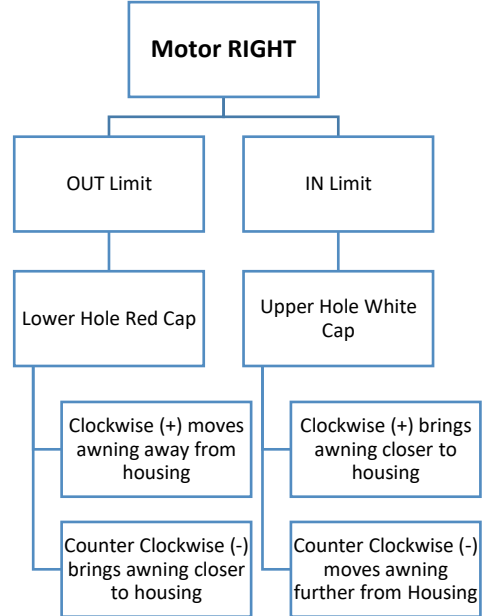 Motor RIGHT
OUT Limit
IN Limit
Lower Hole Red Cap
Upper Hole White
Cap
Clockwise (+) moves
awning away from
housing
Clockwise (+) brings
awning closer to
housing
Counter Clockwise (-)
brings awning closer
to housing
Counter Clockwise (-)
moves awning
further from Housing